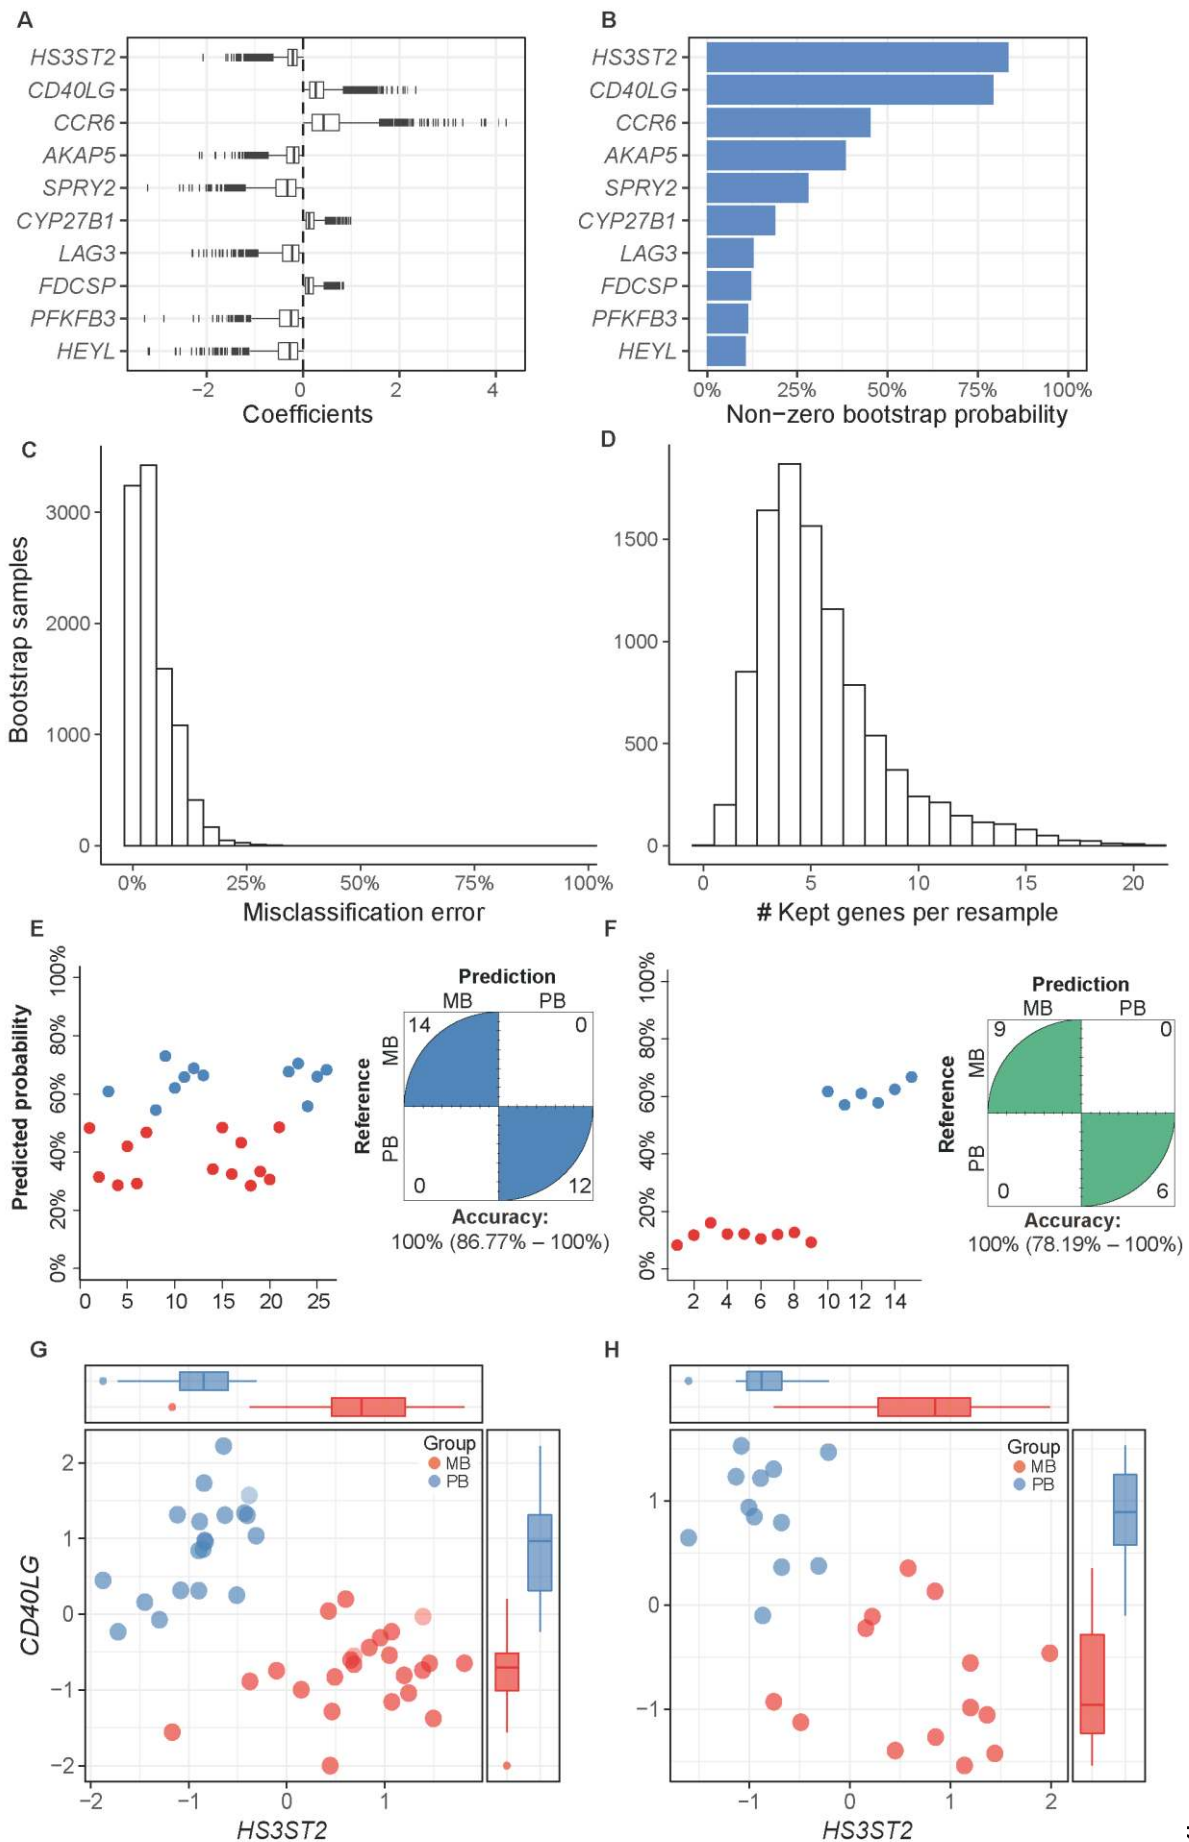 A
HS3ST2
CD40LG
CCR6
AKAP5
SPRY2
CYP27B1
LAG3
FDCSP
PFKFB3
HEYL
−2 0 2 4
Coefficients
B
HS3ST2
CD40LG
CCR6
AKAP5
SPRY2
CYP27B1
LAG3
FDCSP
PFKFB3
HEYL
0% 25% 50% 75% 100%
Non−zero bootstrap probability
C
Bootstrap samples
3000
2000
1000
0
0% 25% 50% 75% 100%
Misclassification error
D
1500
1000
500
0
0 5 10 15 20
# Kept genes per resample
E
Predicted probability
100%
80%
60%
40%
20%
0%
0 5 10 15 20 25
Prediction
MB PB
Reference
MB
PB
14 0
0 12
Accuracy:
100% (86.77% – 100%)
F
100%
80%
60%
40%
20%
0%
2 4 6 8 10 12 14
Prediction
MB PB
Reference
MB
PB
9 0
0 6
Accuracy:
100% (78.19% – 100%)
G
Group
MB
PB
CD40LG
2
1
0
−1
−2
−2 −1 0 1
HS3ST2
H
Group
MB
PB
1
0
−1
−1 0 1 2
HS3ST2